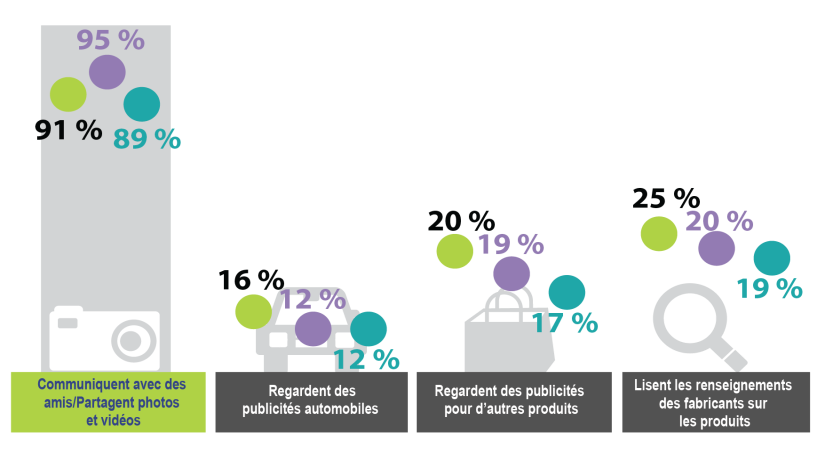 95 %
91 %
89 %
16 %
12 %
12 %
20 %
19 %
17 %
25 %
20 %
19 %
Communiquent avec des
amis/Partagent photos
et vidéos
Regardent des
publicités automobiles
Regardent des publicités
pour d’autres produits
Lisent les renseignements
des fabricants sur
les produits